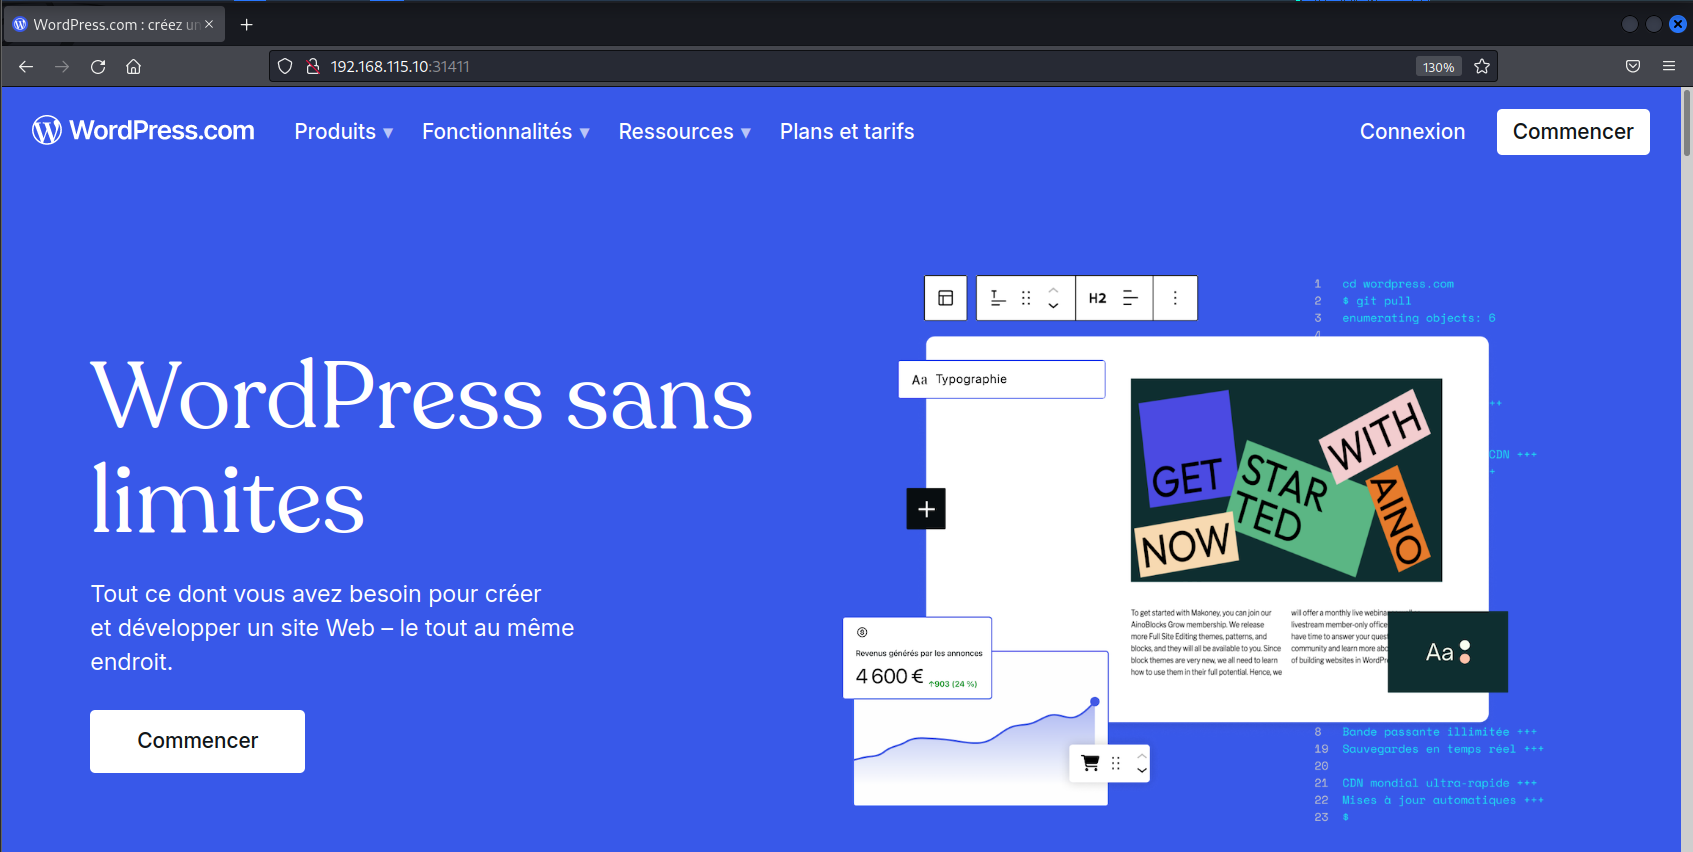 WordPress.com : créez un
192.168.115.10:31411
130%
WordPress.com
Produits ▾
Fonctionnalités ▾
Ressources ▾
Plans et tarifs
Connexion
Commencer
WordPress sans
limites
Tout ce dont vous avez besoin pour créer
et développer un site Web – le tout au même
endroit.
Commencer
H2
1 cd wordpress.com
2 $ git pull
3 enumerating objects: 6
4
++
CDN +++
+
Aa Typographie
GET
STAR
TED
WITH
AINO
NOW
To get started with Makoney, you can join our
AinoBlocks Grow membership. We release
more Full Site Editing themes, patterns, and
blocks, and they will all be available to you. Since
block themes are very new, we all need to learn
how to use them in their full potential. Hence, we
will offer a monthly live webina
livestream member-only office
have time to answer your quest
community and learn more abo
of building websites in WordPr
Aa
Revenus générés par les annonces
4 600 €
↑903 (24 %)
8 Bande passante illimitée +++
19 Sauvegardes en temps réel +++
20
21 CDN mondial ultra-rapide +++
22 Mises à jour automatiques +++
23 $